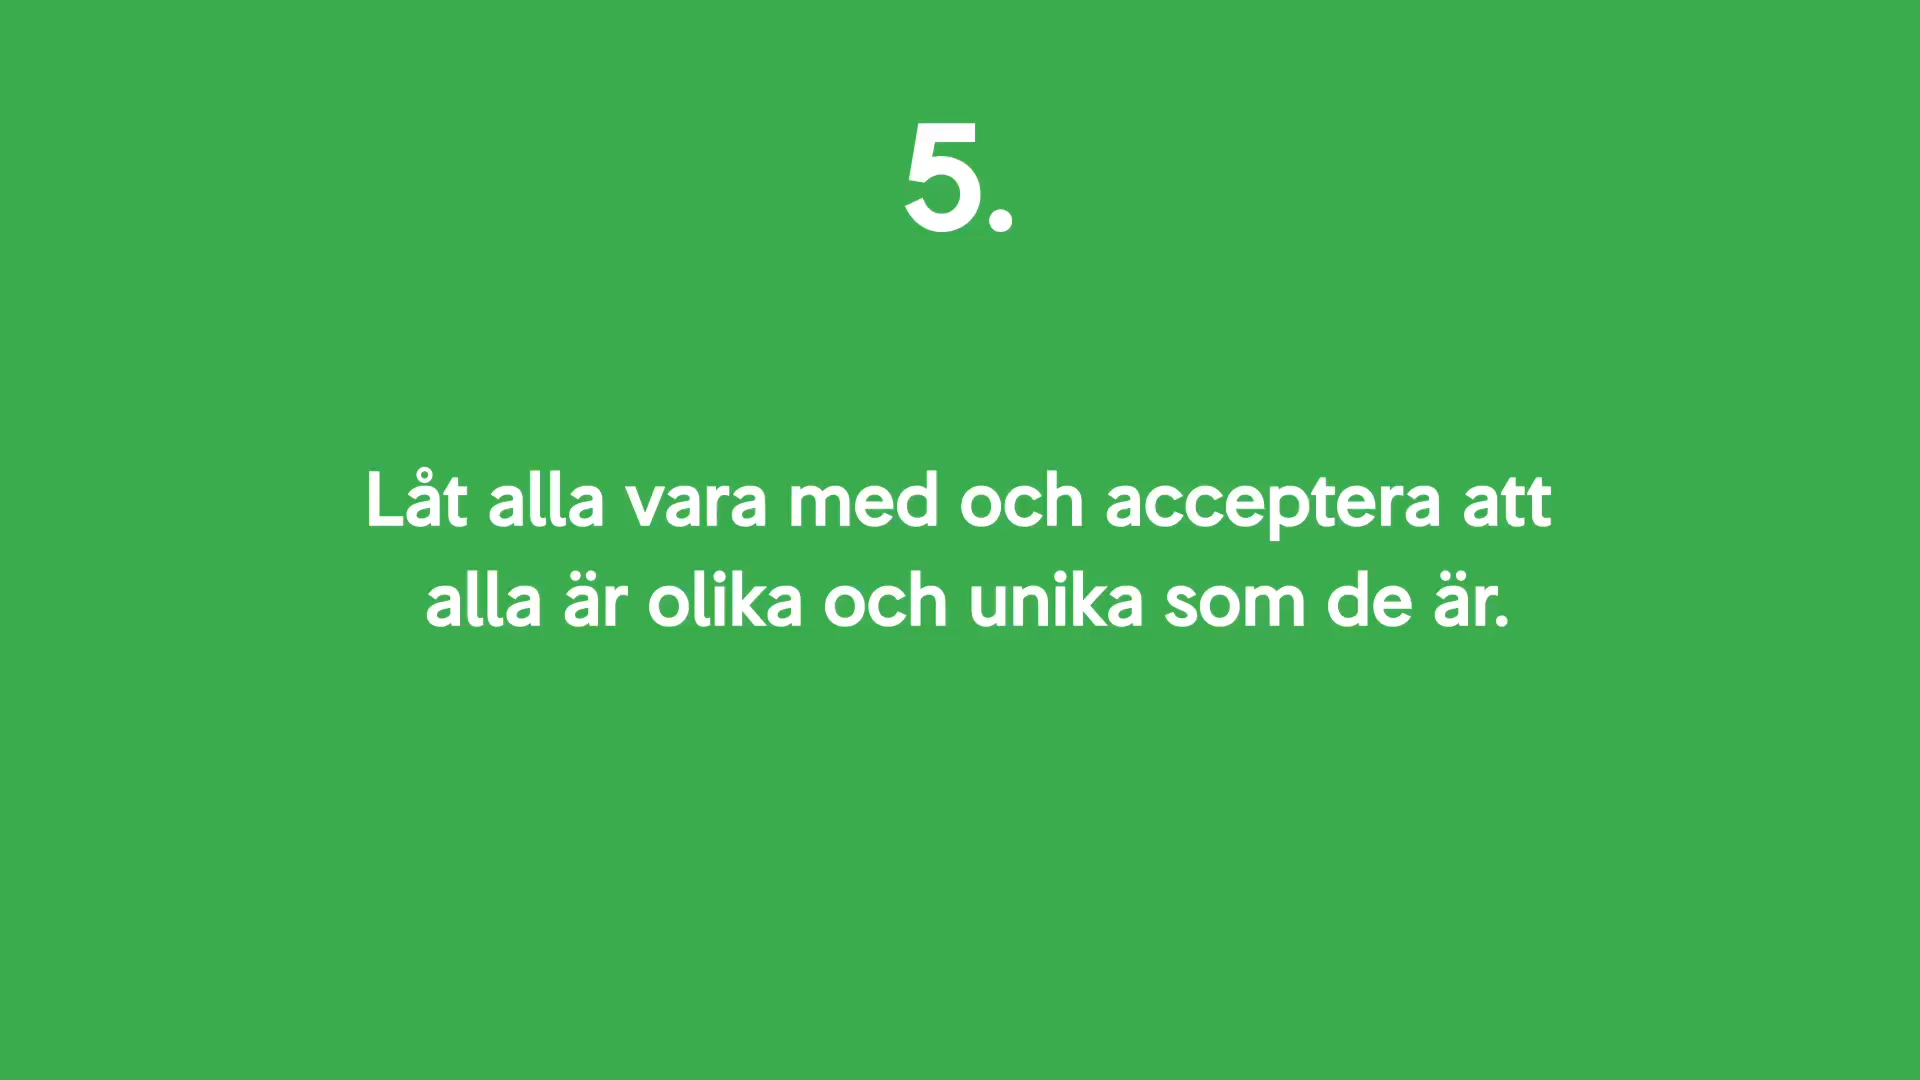 5.
Låt alla vara med och acceptera att
alla är olika och unika som de är.